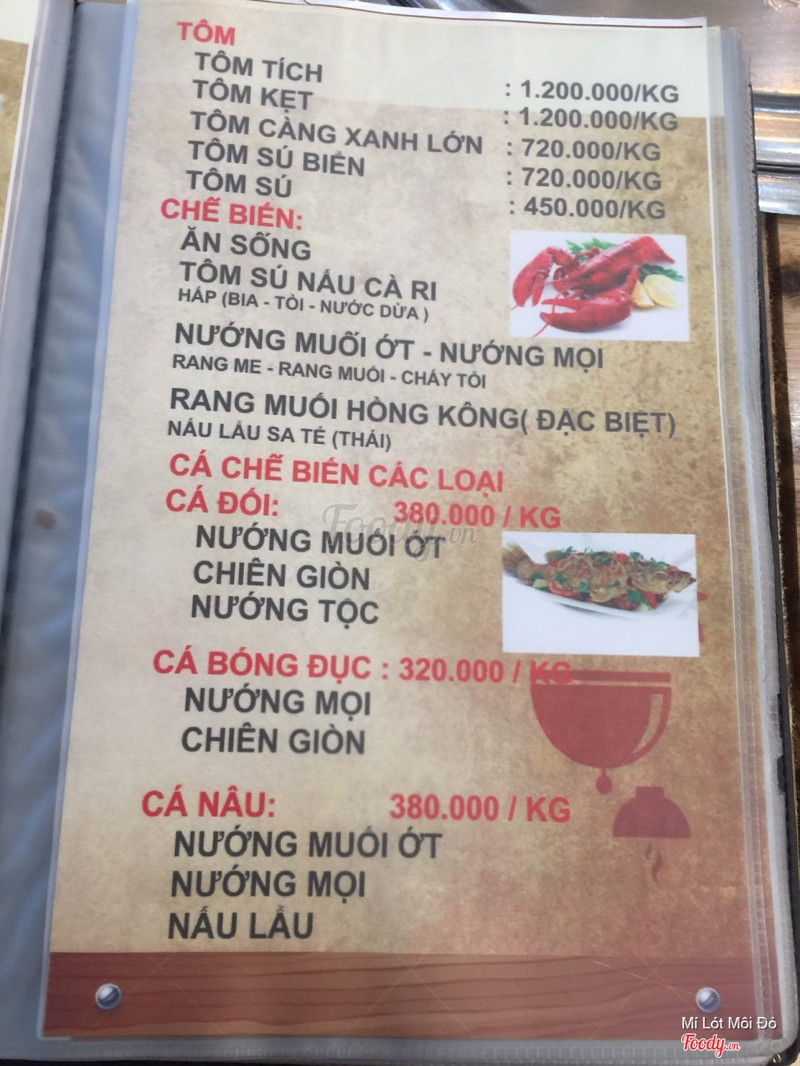 TÔM
TÔM TÍCH : 1.200.000/KG
TÔM KẸT : 1.200.000/KG
TÔM CÀNG XANH LỚN : 720.000/KG
TÔM SÚ BIỂN : 720.000/KG
TÔM SÚ : 450.000/KG
CHẾ BIẾN:
ĂN SỐNG
TÔM SÚ NẤU CÀ RI
HẤP (BIA - TỎI - NƯỚC DỪA )
NƯỚNG MUỐI ỚT - NƯỚNG MỌI
RANG ME - RANG MUỐI - CHÁY TỎI
RANG MUỐI HỒNG KÔNG( ĐẶC BIỆT)
NẤU LẨU SA TẾ (THÁI)
CÁ CHẾ BIẾN CÁC LOẠI
CÁ ĐỐI: 380.000 / KG
NƯỚNG MUỐI ỚT
CHIÊN GIÒN
NƯỚNG TỘC
CÁ BÓNG ĐỤC : 320.000 / KG
NƯỚNG MỌI
CHIÊN GIÒN
CÁ NÂU: 380.000 / KG
NƯỚNG MUỐI ỚT
NƯỚNG MỌI
NẤU LẨU
Foody.vn
Mí Lót Môi Đỏ
Foody.vn